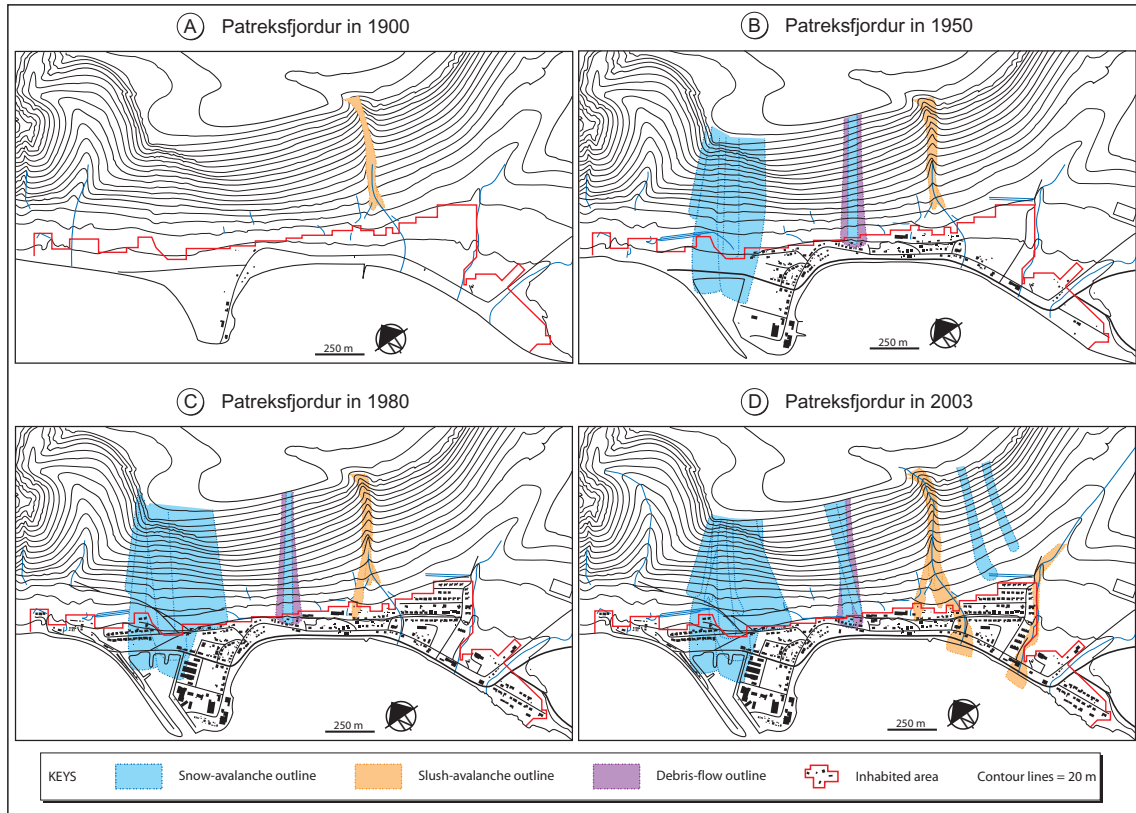 A Patreksfjordur in 1900
B Patreksfjordur in 1950
250 m
250 m
C Patreksfjordur in 1980
D Patreksfjordur in 2003
250 m
250 m
KEYS Snow-avalanche outline Slush-avalanche outline Debris-flow outline Inhabited area Contour lines = 20 m